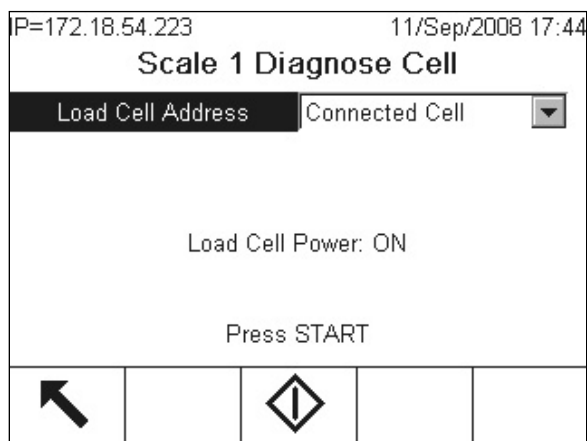 IP=172.18.54.223 11/Sep/2008 17:44
Scale 1 Diagnose Cell
Load Cell Address Connected Cell
Load Cell Power: ON
Press START